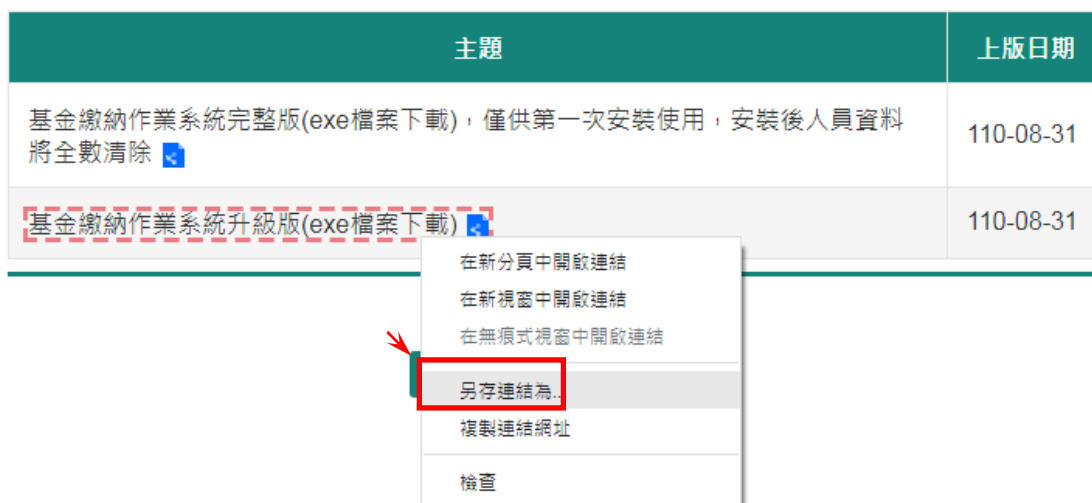 主題 上版日期
基金繳納作業系統完整版(exe檔案下載)，僅供第一次安裝使用，安裝後人員資料
將全數清除
110-08-31
基金繳納作業系統升級版(exe檔案下載) 110-08-31
在新分頁中開啟連結
在新視窗中開啟連結
在無痕式視窗中開啟連結
另存連結為...
複製連結網址
檢查